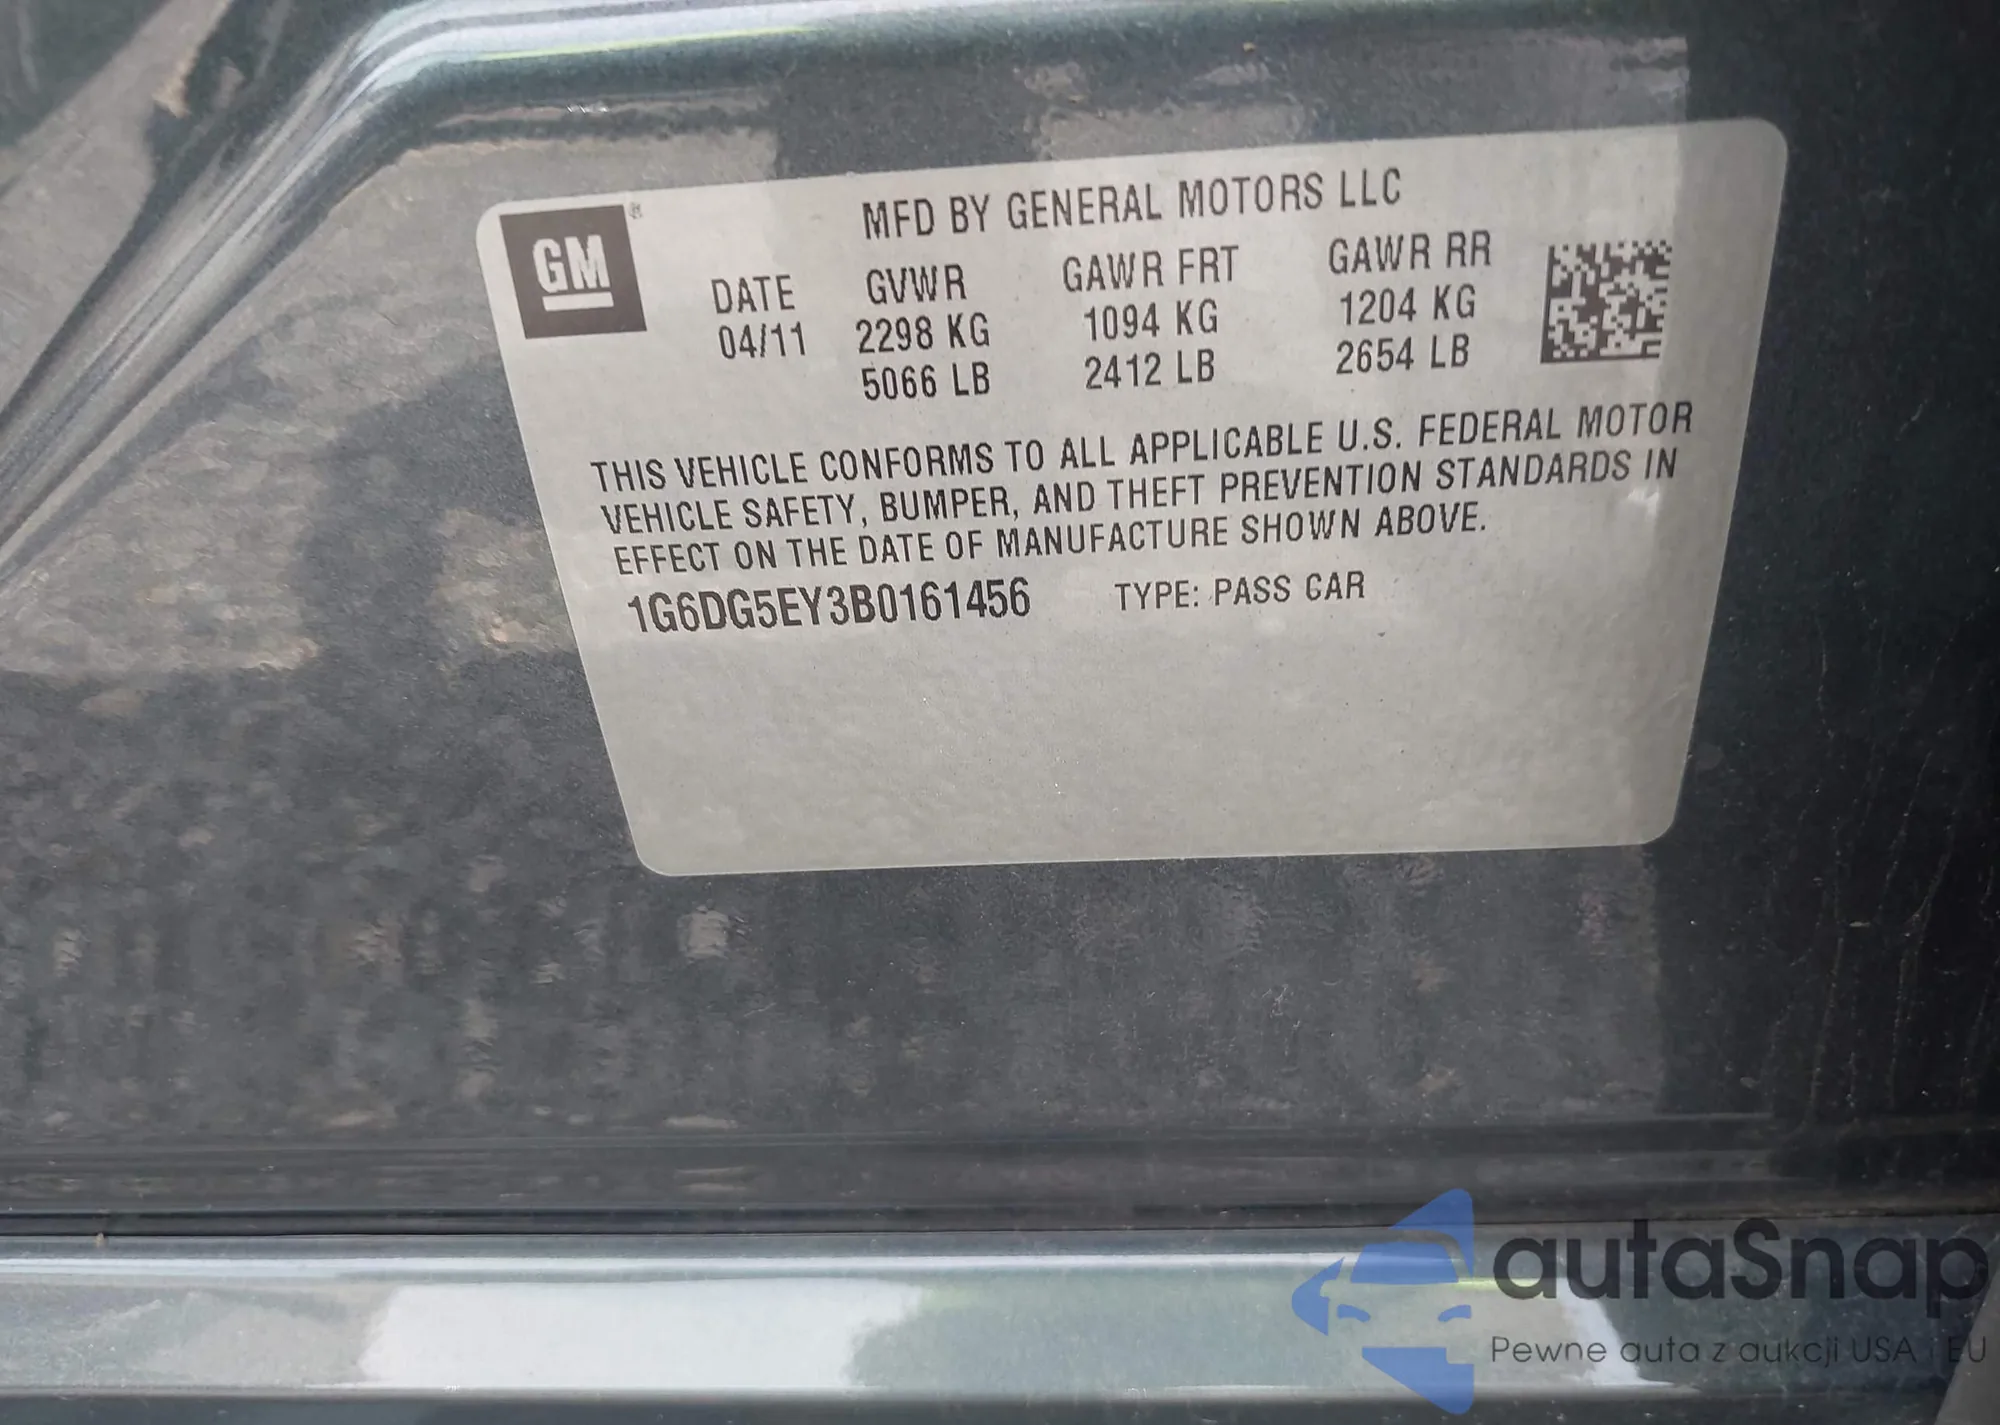 GM
MFD BY GENERAL MOTORS LLC
DATE GVWR GAWR FRT GAWR RR
04/11 2298 KG 1094 KG 1204 KG
5066 LB 2412 LB 2654 LB
THIS VEHICLE CONFORMS TO ALL APPLICABLE U.S. FEDERAL MOTOR
VEHICLE SAFETY, BUMPER, AND THEFT PREVENTION STANDARDS IN
EFFECT ON THE DATE OF MANUFACTURE SHOWN ABOVE.
1G6DG5EY3B0161456 TYPE: PASS CAR
autaSnap
Pewne auta z aukcji USA i EU